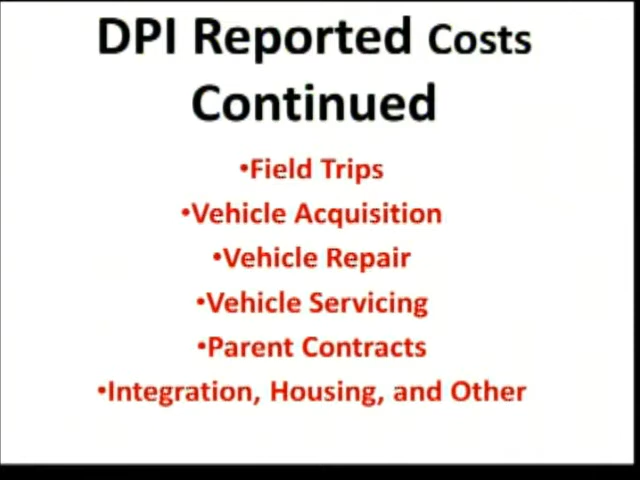 DPI Reported Costs
Continued
•Field Trips
•Vehicle Acquisition
•Vehicle Repair
•Vehicle Servicing
•Parent Contracts
•Integration, Housing, and Other